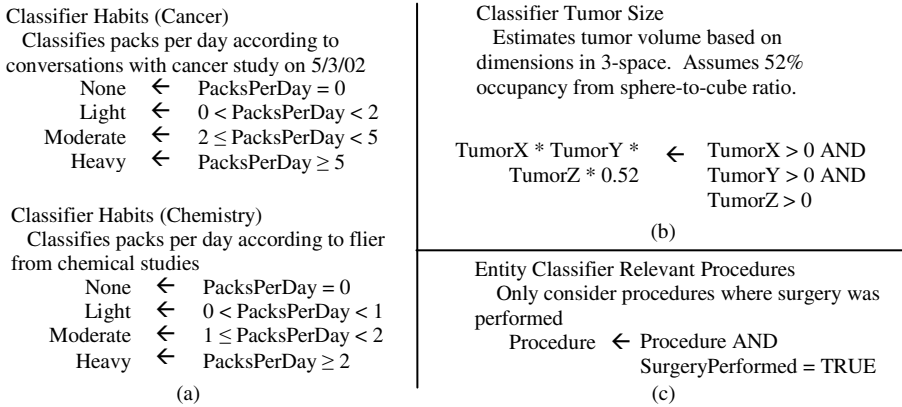 Classifier Habits (Cancer)
Classifies packs per day according to
conversations with cancer study on 5/3/02
None ← PacksPerDay = 0
Light ← 0 < PacksPerDay < 2
Moderate ← 2 ≤ PacksPerDay < 5
Heavy ← PacksPerDay ≥ 5
Classifier Habits (Chemistry)
Classifies packs per day according to flier
from chemical studies
None ← PacksPerDay = 0
Light ← 0 < PacksPerDay < 1
Moderate ← 1 ≤ PacksPerDay < 2
Heavy ← PacksPerDay ≥ 2
(a)
Classifier Tumor Size
Estimates tumor volume based on
dimensions in 3-space. Assumes 52%
occupancy from sphere-to-cube ratio.
TumorX * TumorY * ← TumorX > 0 AND
TumorZ * 0.52 TumorY > 0 AND
TumorZ > 0
(b)
Entity Classifier Relevant Procedures
Only consider procedures where surgery was
performed
Procedure ← Procedure AND
SurgeryPerformed = TRUE
(c)